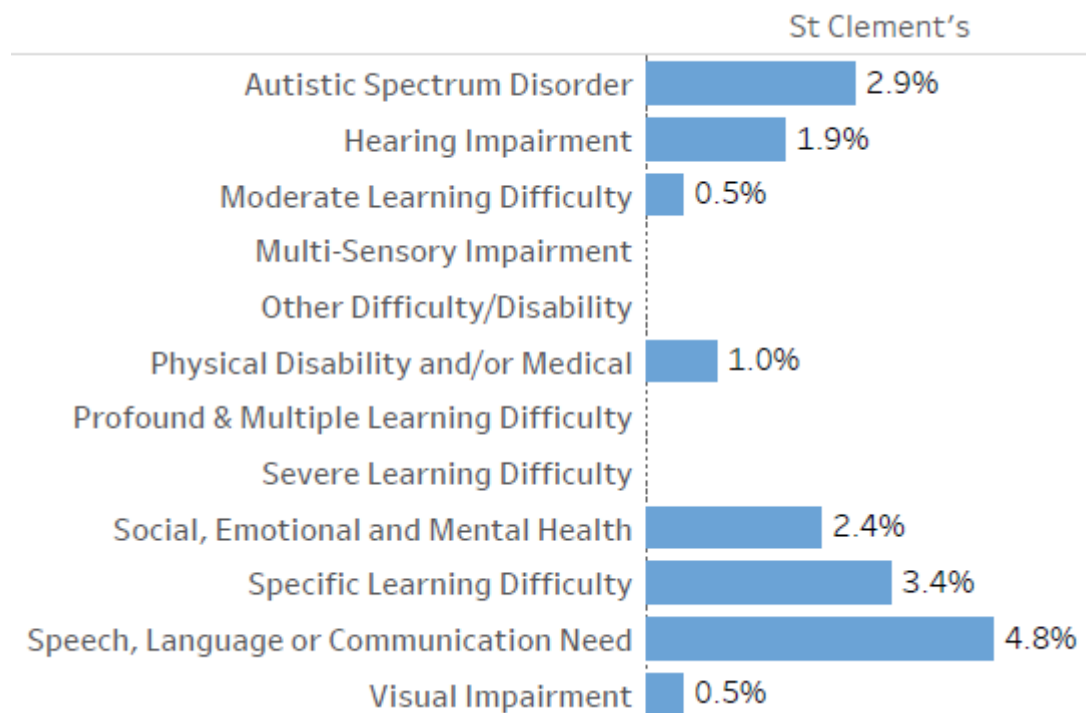 St Clement's
Autistic Spectrum Disorder 2.9%
Hearing Impairment 1.9%
Moderate Learning Difficulty 0.5%
Multi-Sensory Impairment
Other Difficulty/Disability
Physical Disability and/or Medical 1.0%
Profound & Multiple Learning Difficulty
Severe Learning Difficulty
Social, Emotional and Mental Health 2.4%
Specific Learning Difficulty 3.4%
Speech, Language or Communication Need 4.8%
Visual Impairment 0.5%